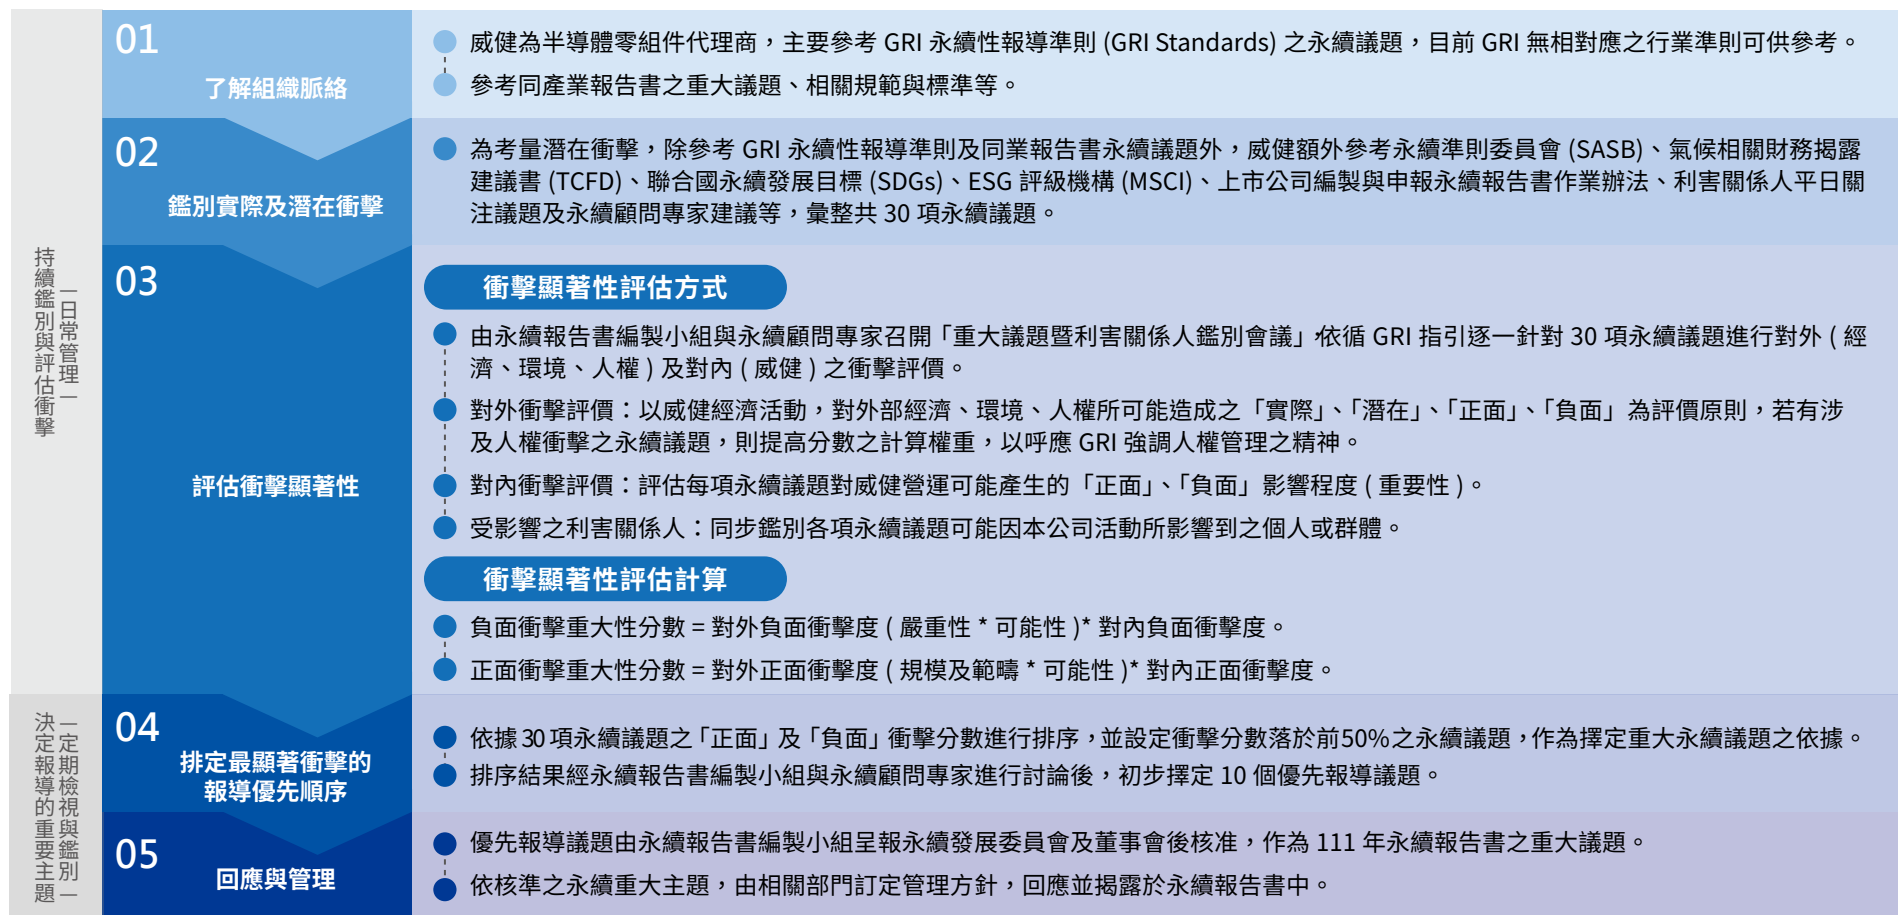 持續鑑別與評估衝擊
—日常管理—
01
了解組織脈絡
威健為半導體零組件代理商，主要參考 GRI 永續性報導準則 (GRI Standards) 之永續議題，目前 GRI 無相對應之行業準則可供參考。
參考同產業報告書之重大議題、相關規範與標準等。
02
鑑別實際及潛在衝擊
為考量潛在衝擊，除參考 GRI 永續性報導準則及同業報告書永續議題外，威健額外參考永續準則委員會 (SASB)、氣候相關財務揭露
建議書 (TCFD)、聯合國永續發展目標 (SDGs)、ESG 評級機構 (MSCI)、上市公司編製與申報永續報告書作業辦法、利害關係人平日關
注議題及永續顧問專家建議等，彙整共 30 項永續議題。
03
評估衝擊顯著性
衝擊顯著性評估方式
由永續報告書編製小組與永續顧問專家召開「重大議題暨利害關係人鑑別會議」，依循 GRI 指引逐一針對 30 項永續議題進行對外 ( 經
濟、環境、人權 ) 及對內 ( 威健 ) 之衝擊評價。
對外衝擊評價：以威健經濟活動，對外部經濟、環境、人權所可能造成之「實際」、「潛在」、「正面」、「負面」為評價原則，若有涉
及人權衝擊之永續議題，則提高分數之計算權重，以呼應 GRI 強調人權管理之精神。
對內衝擊評價：評估每項永續議題對威健營運可能產生的「正面」、「負面」影響程度 ( 重要性 )。
受影響之利害關係人：同步鑑別各項永續議題可能因本公司活動所影響到之個人或群體。
衝擊顯著性評估計算
負面衝擊重大性分數 = 對外負面衝擊度 ( 嚴重性 * 可能性 )* 對內負面衝擊度。
正面衝擊重大性分數 = 對外正面衝擊度 ( 規模及範疇 * 可能性 )* 對內正面衝擊度。
決定報導的重要主題
—定期檢視與鑑別—
04
排定最顯著衝擊的
報導優先順序
依據 30 項永續議題之「正面」及「負面」衝擊分數進行排序，並設定衝擊分數落於前50%之永續議題，作為擇定重大永續議題之依據。
排序結果經永續報告書編製小組與永續顧問專家進行討論後，初步擇定 10 個優先報導議題。
05
回應與管理
優先報導議題由永續報告書編製小組呈報永續發展委員會及董事會後核准，作為 111 年永續報告書之重大議題。
依核準之永續重大主題，由相關部門訂定管理方針，回應並揭露於永續報告書中。